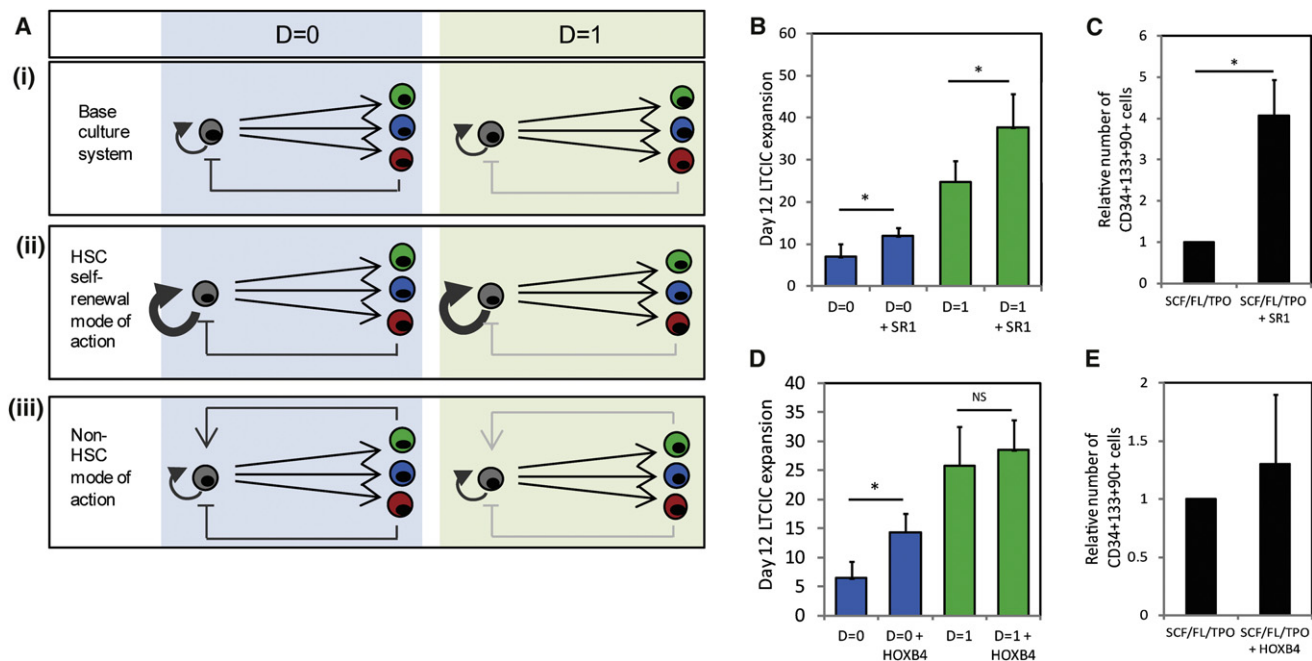 A
D=0
D=1
(i)
Base
culture
system
(ii)
HSC
self-
renewal
mode of
action
(iii)
Non-
HSC
mode of
action
B
Day 12 LTCIC expansion
60
50
40
30
20
10
0
*
*
D=0
D=0
+ SR1
D=1
D=1
+ SR1
C
Relative number of
CD34+133+90+ cells
6
5
4
3
2
1
0
*
SCF/FL/TPO
SCF/FL/TPO
+ SR1
D
Day 12 LTCIC expansion
40
35
30
25
20
15
10
5
0
*
NS
D=0
D=0 +
HOXB4
D=1
D=1 +
HOXB4
E
Relative number of
CD34+133+90+ cells
2
1.5
1
0.5
0
SCF/FL/TPO
SCF/FL/TPO
+ HOXB4